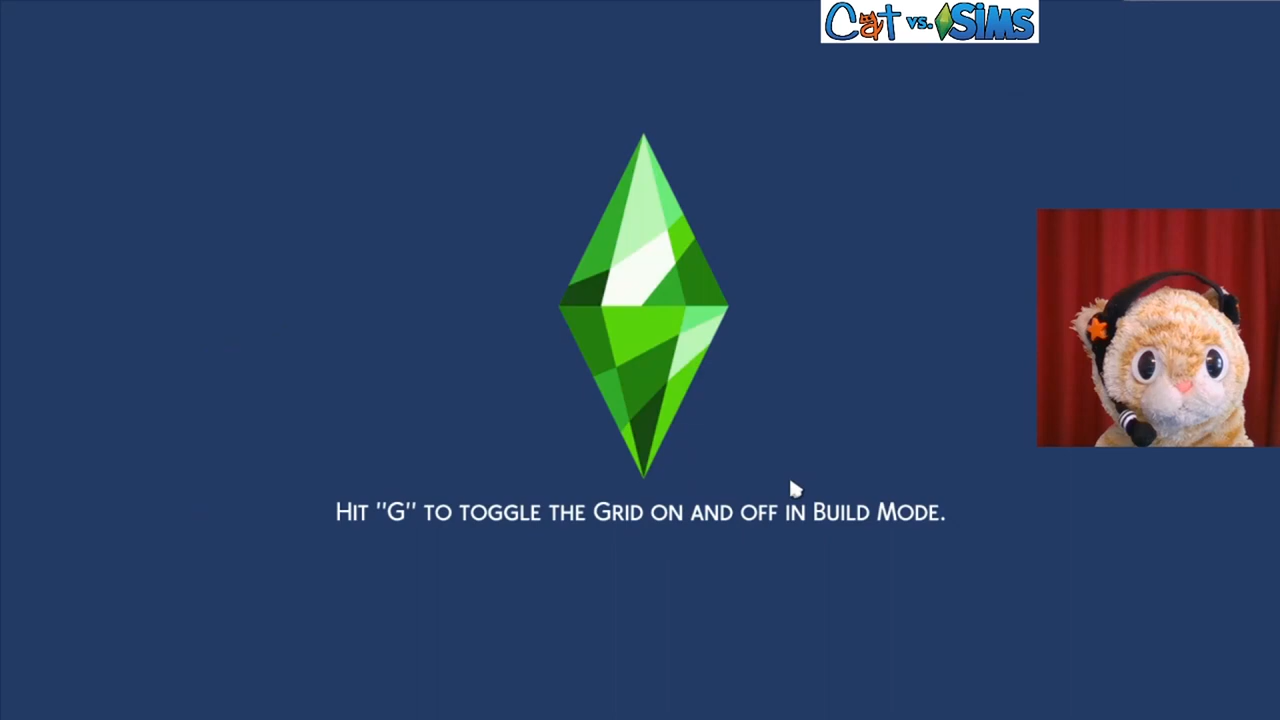 Cat vs. SiMS
HIT "G" TO TOGGLE THE GRID ON AND OFF IN BUILD MODE.